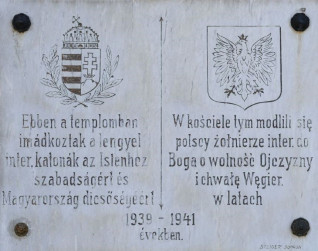 Ebben a templomban
imádkoztak a lengyel
inter. katonák az Istenhez
szabadságért és
Magyarország dicsőségéért
W kościele tym modlili się
polscy żołnierze inter. do
Boga o wolność Ojczyzny
i chwałę Węgier.
w latach
1939 - 1941
években.